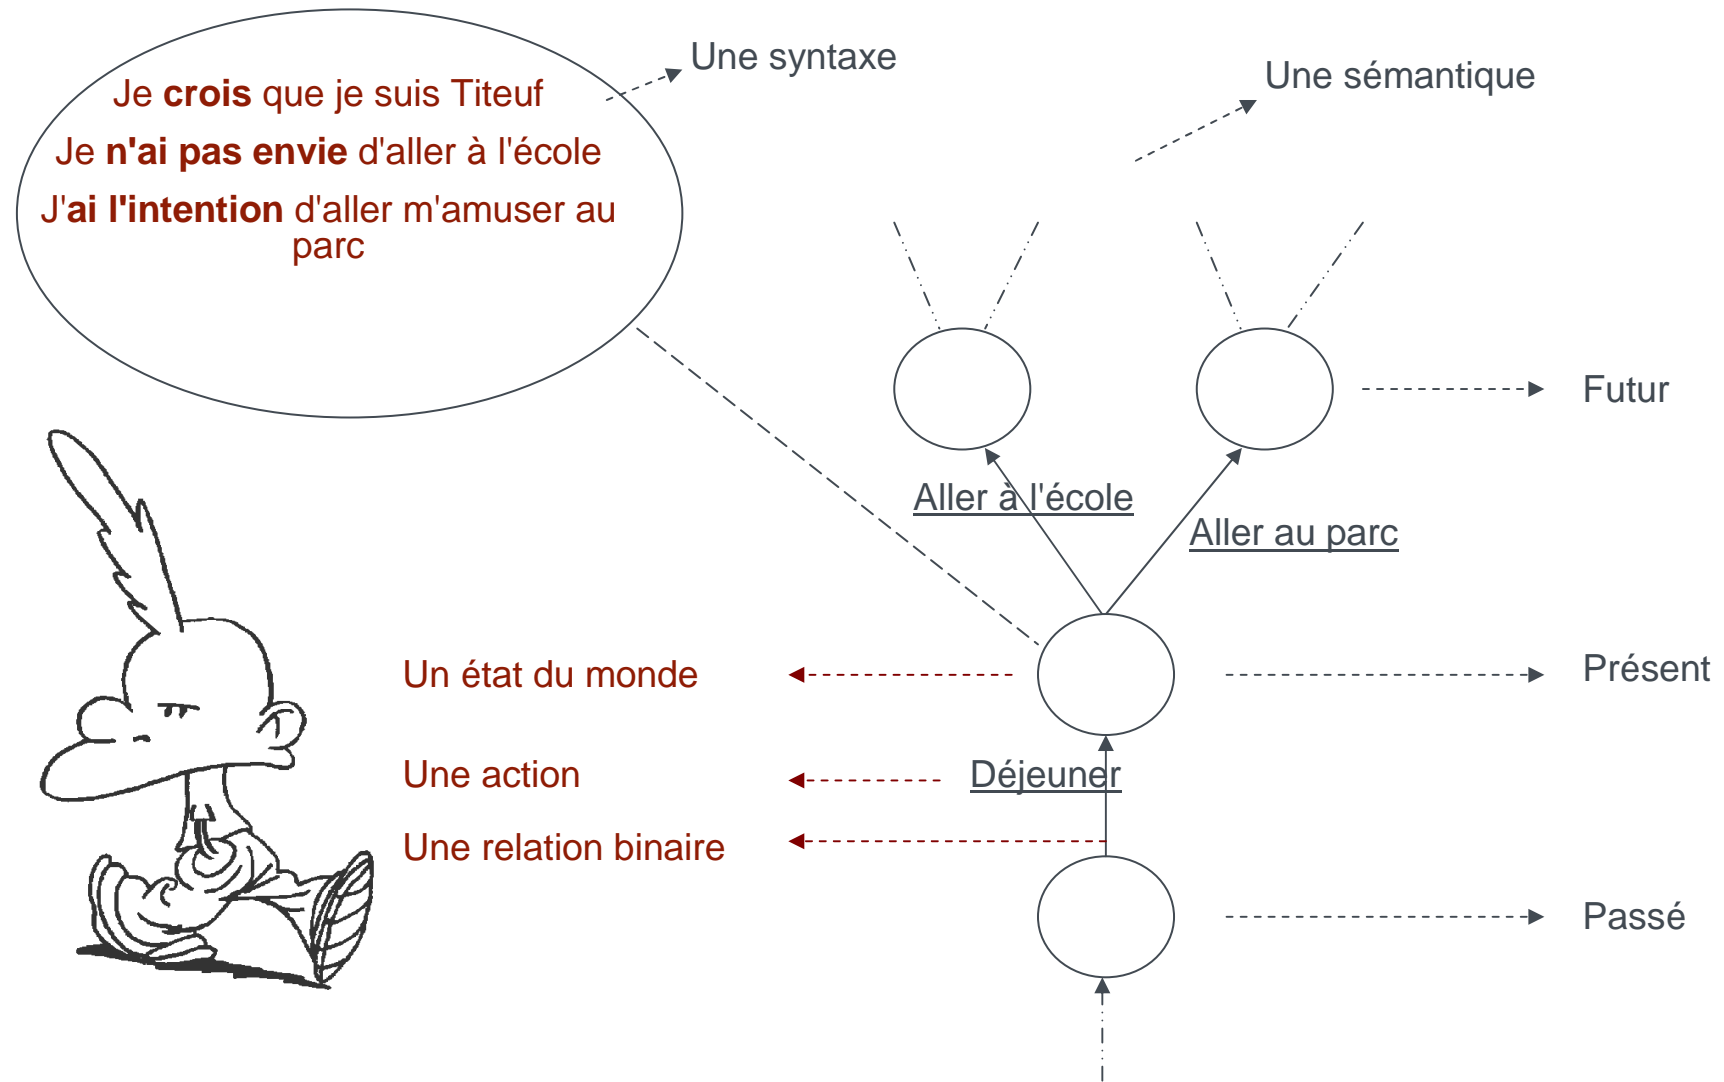 Une syntaxe
Une sémantique
Je crois que je suis Titeuf
Je n'ai pas envie d'aller à l'école
J'ai l'intention d'aller m'amuser au
parc
Futur
Aller à l'école
Aller au parc
Un état du monde
Présent
Une action
Déjeuner
Une relation binaire
Passé